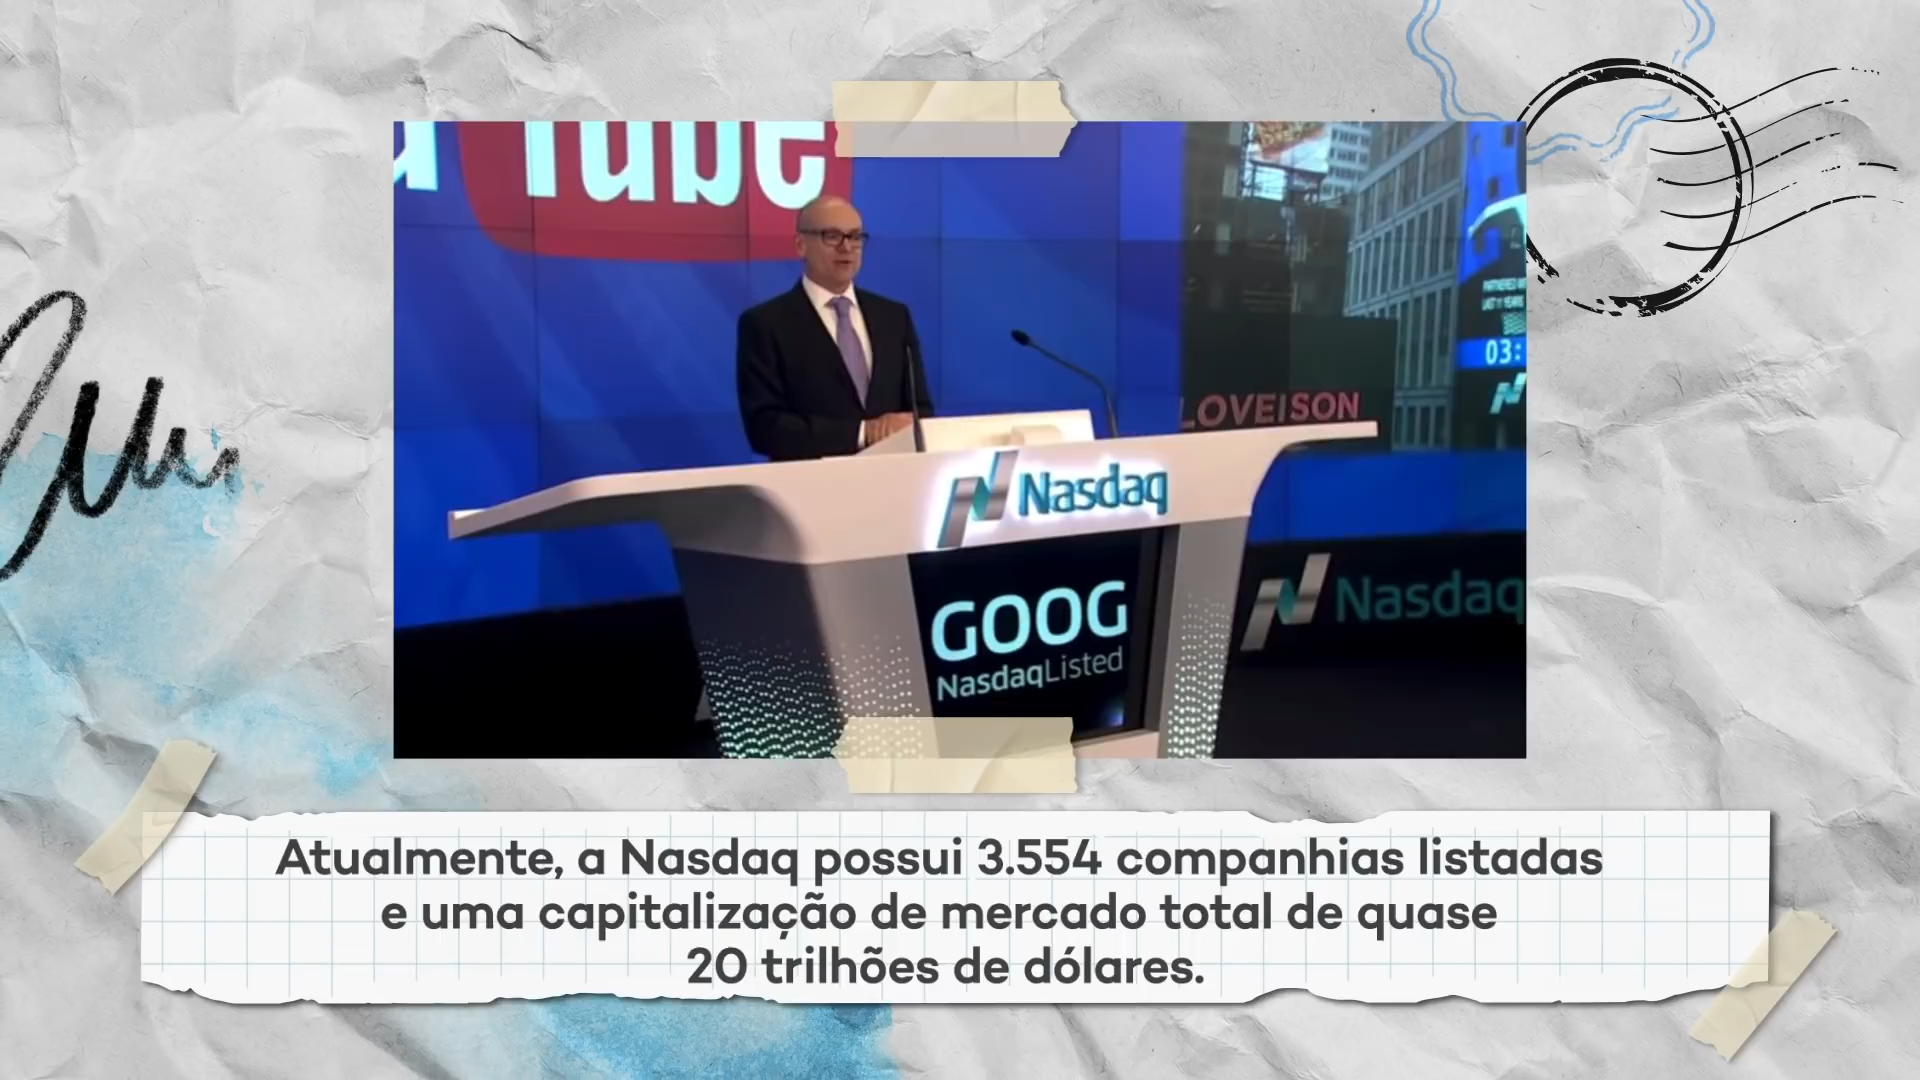 Tube
LOVEISON
03:
Nasdaq
Nasdaq
GOOG
NasdaqListed
Atualmente, a Nasdaq possui 3.554 companhias listadas
e uma capitalização de mercado total de quase
20 trilhões de dólares.